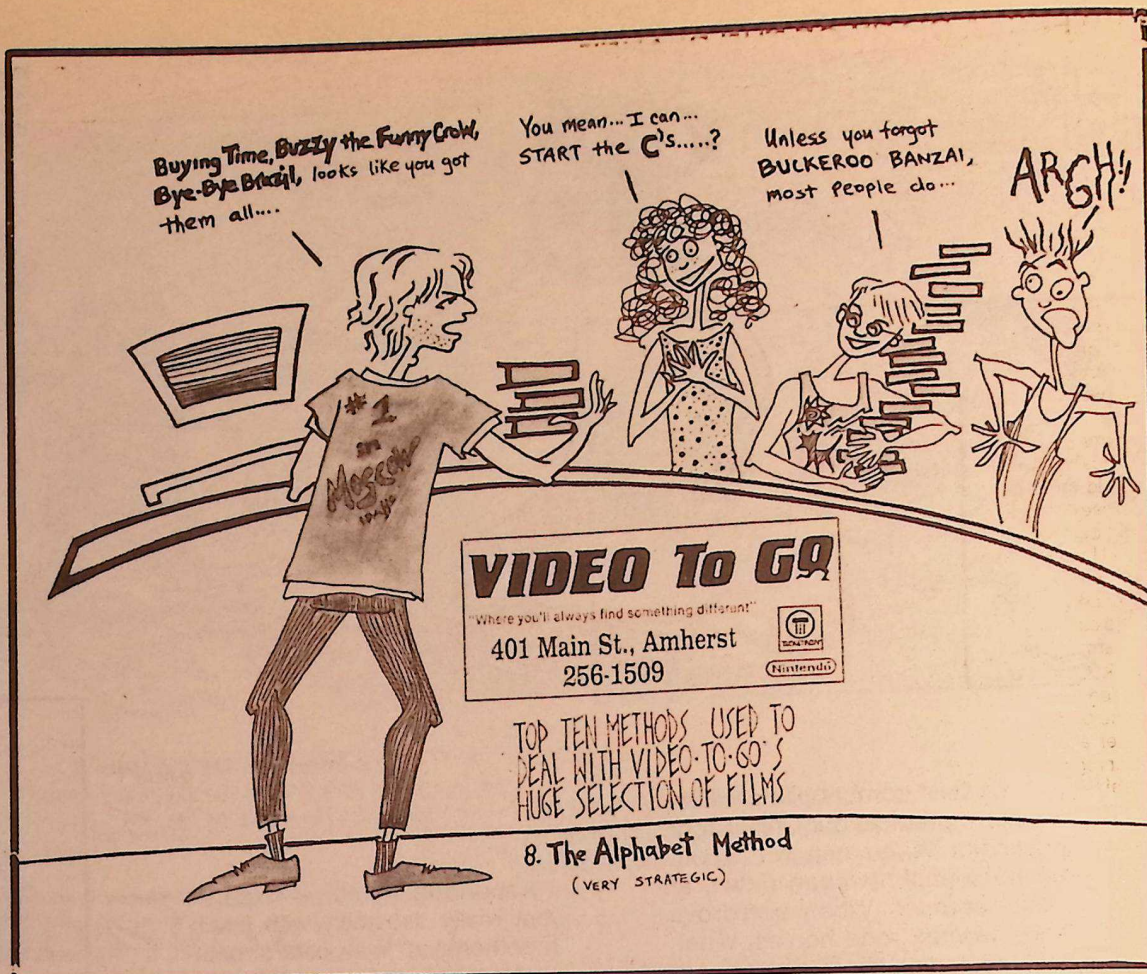 Buying Time, Buzzy the Funny Crow,
Bye-Bye Brazil, looks like you got
them all....
You mean... I can...
START the C's.....?
Unless you forgot
BUCKEROO BANZAI,
most people do...
ARGH!!
#1
in
Moscow
VIDEO To GO
"Where you'll always find something different"
401 Main St., Amherst
256-1509
Nintendo
TOP TEN METHODS USED TO
DEAL WITH VIDEO-TO-GO'S
HUGE SELECTION OF FILMS
8. The Alphabet Method
(VERY STRATEGIC)